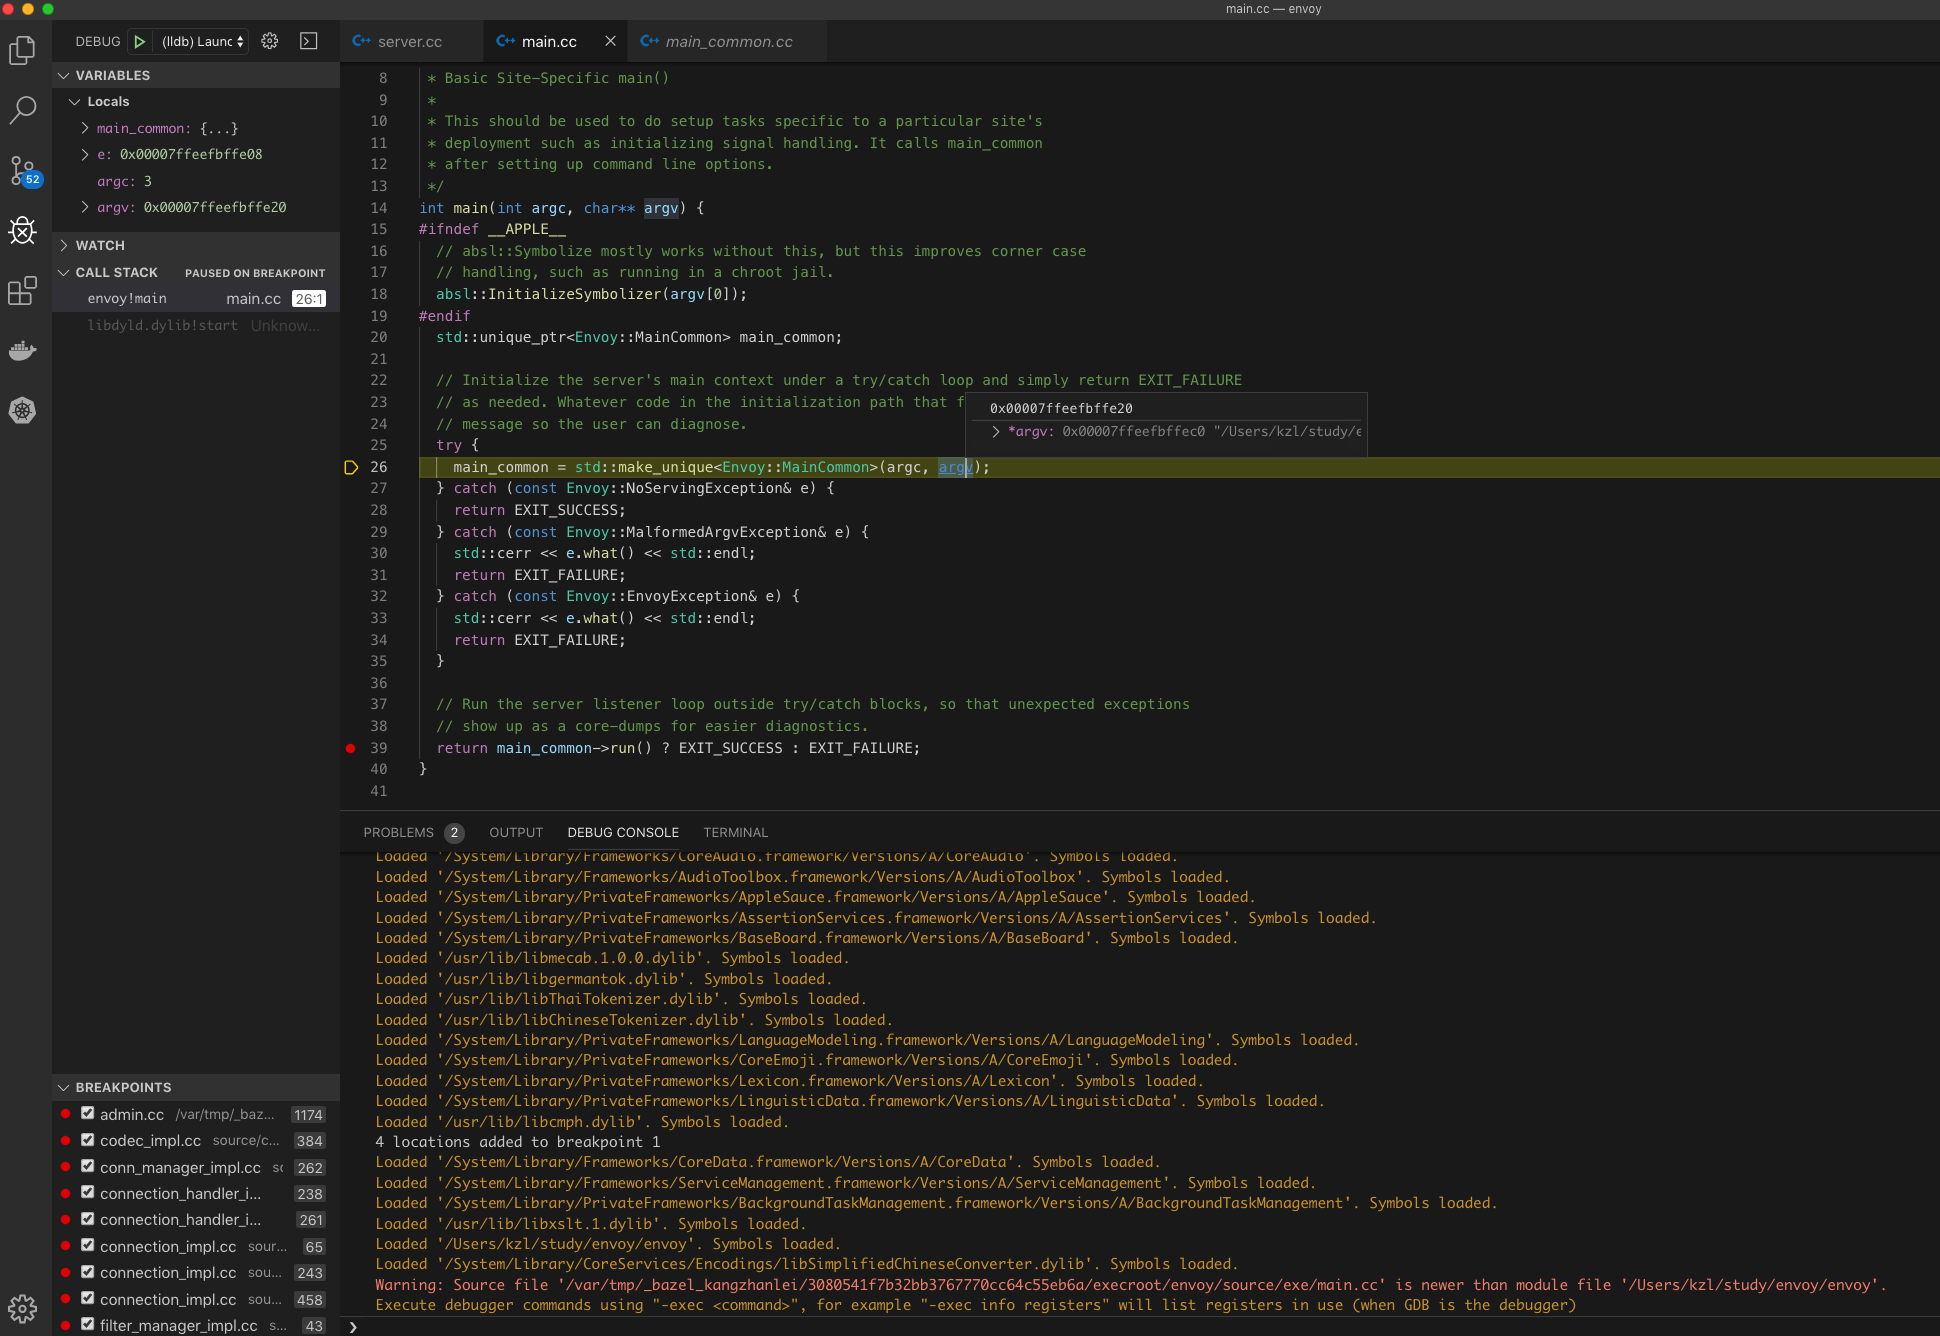 main.cc — envoy
DEBUG (lldb) Launc
server.cc main.cc main_common.cc
VARIABLES
Locals
main_common: {...}
e: 0x00007ffeefbffe08
argc: 3
argv: 0x00007ffeefbffe20
WATCH
CALL STACK PAUSED ON BREAKPOINT
envoy!main main.cc 26:1
libdyld.dylib!start Unknow...
52
BREAKPOINTS
admin.cc /var/tmp/_baz... 1174
codec_impl.cc source/c... 384
conn_manager_impl.cc 262
connection_handler_i... 238
connection_handler_i... 261
connection_impl.cc sour... 65
connection_impl.cc sou... 243
connection_impl.cc sou... 458
filter_manager_impl.cc s... 43
8 * Basic Site-Specific main()
9 *
10 * This should be used to do setup tasks specific to a particular site's
11 * deployment such as initializing signal handling. It calls main_common
12 * after setting up command line options.
13 */
14 int main(int argc, char** argv) {
15 #ifndef __APPLE__
16 // absl::Symbolize mostly works without this, but this improves corner case
17 // handling, such as running in a chroot jail.
18 absl::InitializeSymbolizer(argv[0]);
19 #endif
20 std::unique_ptr<Envoy::MainCommon> main_common;
21
22 // Initialize the server's main context under a try/catch loop and simply return EXIT_FAILURE
23 // as needed. Whatever code in the initialization path that f
24 // message so the user can diagnose.
25 try {
26 main_common = std::make_unique<Envoy::MainCommon>(argc, argv);
27 } catch (const Envoy::NoServingException& e) {
28 return EXIT_SUCCESS;
29 } catch (const Envoy::MalformedArgvException& e) {
30 std::cerr << e.what() << std::endl;
31 return EXIT_FAILURE;
32 } catch (const Envoy::EnvoyException& e) {
33 std::cerr << e.what() << std::endl;
34 return EXIT_FAILURE;
35 }
36
37 // Run the server listener loop outside try/catch blocks, so that unexpected exceptions
38 // show up as a core-dumps for easier diagnostics.
39 return main_common->run() ? EXIT_SUCCESS : EXIT_FAILURE;
40 }
41
0x00007ffeefbffe20
*argv: 0x00007ffeefbffec0 "/Users/kzl/study/e
PROBLEMS 2 OUTPUT DEBUG CONSOLE TERMINAL
Loaded '/System/Library/Frameworks/CoreAudio.framework/Versions/A/CoreAudio'. Symbols loaded.
Loaded '/System/Library/Frameworks/AudioToolbox.framework/Versions/A/AudioToolbox'. Symbols loaded.
Loaded '/System/Library/PrivateFrameworks/AppleSauce.framework/Versions/A/AppleSauce'. Symbols loaded.
Loaded '/System/Library/PrivateFrameworks/AssertionServices.framework/Versions/A/AssertionServices'. Symbols loaded.
Loaded '/System/Library/PrivateFrameworks/BaseBoard.framework/Versions/A/BaseBoard'. Symbols loaded.
Loaded '/usr/lib/libmecab.1.0.0.dylib'. Symbols loaded.
Loaded '/usr/lib/libgermantok.dylib'. Symbols loaded.
Loaded '/usr/lib/libThaiTokenizer.dylib'. Symbols loaded.
Loaded '/usr/lib/libChineseTokenizer.dylib'. Symbols loaded.
Loaded '/System/Library/PrivateFrameworks/LanguageModeling.framework/Versions/A/LanguageModeling'. Symbols loaded.
Loaded '/System/Library/PrivateFrameworks/CoreEmoji.framework/Versions/A/CoreEmoji'. Symbols loaded.
Loaded '/System/Library/PrivateFrameworks/Lexicon.framework/Versions/A/Lexicon'. Symbols loaded.
Loaded '/System/Library/PrivateFrameworks/LinguisticData.framework/Versions/A/LinguisticData'. Symbols loaded.
Loaded '/usr/lib/libcmph.dylib'. Symbols loaded.
4 locations added to breakpoint 1
Loaded '/System/Library/Frameworks/CoreData.framework/Versions/A/CoreData'. Symbols loaded.
Loaded '/System/Library/Frameworks/ServiceManagement.framework/Versions/A/ServiceManagement'. Symbols loaded.
Loaded '/System/Library/PrivateFrameworks/BackgroundTaskManagement.framework/Versions/A/BackgroundTaskManagement'. Symbols loaded.
Loaded '/usr/lib/libxslt.1.dylib'. Symbols loaded.
Loaded '/Users/kzl/study/envoy/envoy'. Symbols loaded.
Loaded '/System/Library/CoreServices/Encodings/libSimplifiedChineseConverter.dylib'. Symbols loaded.
Warning: Source file '/var/tmp/_bazel_kangzhanlei/3080541f7b32bb3767770cc64c55eb6a/execroot/envoy/source/exe/main.cc' is newer than module file '/Users/kzl/study/envoy/envoy'.
Execute debugger commands using "-exec <command>", for example "-exec info registers" will list registers in use (when GDB is the debugger)